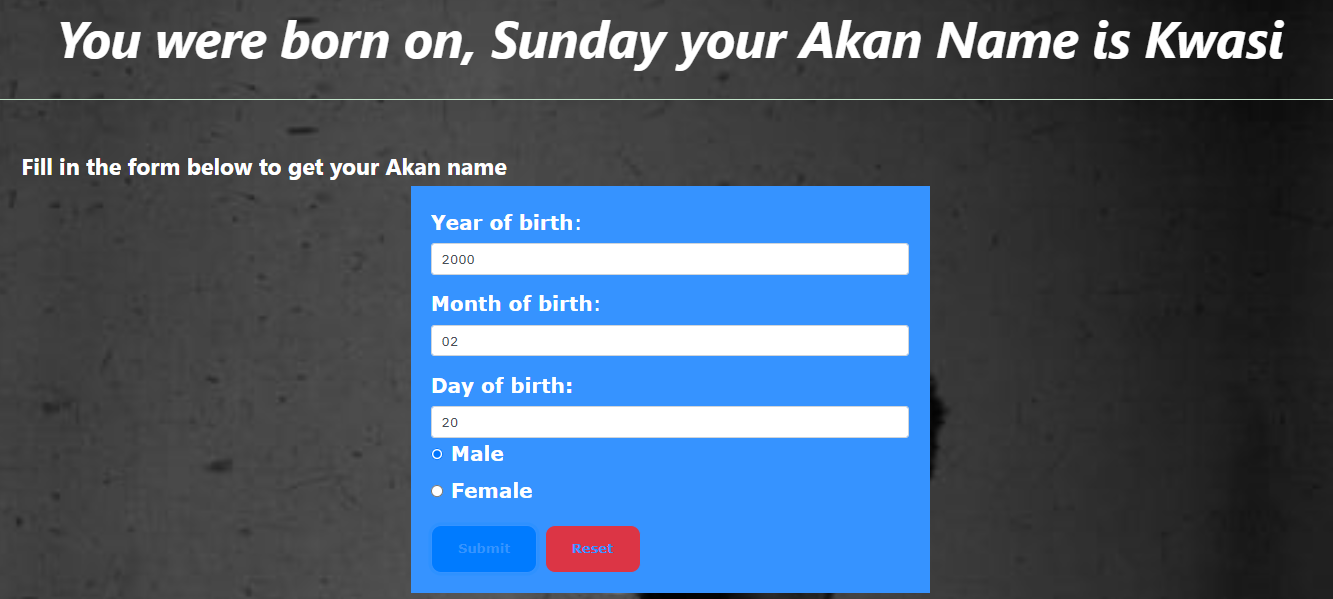 You were born on, Sunday your Akan Name is Kwasi
Fill in the form below to get your Akan name
Year of birth:
2000
Month of birth:
02
Day of birth:
20
Male
Female
Submit Reset